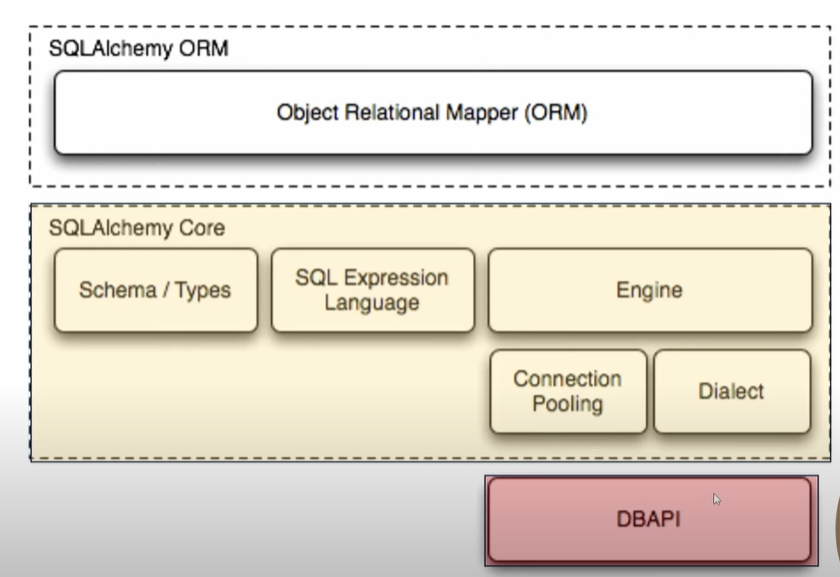 SQLAlchemy ORM
Object Relational Mapper (ORM)
SQLAlchemy Core
Schema / Types
SQL Expression
Language
Engine
Connection
Pooling
Dialect
DBAPI